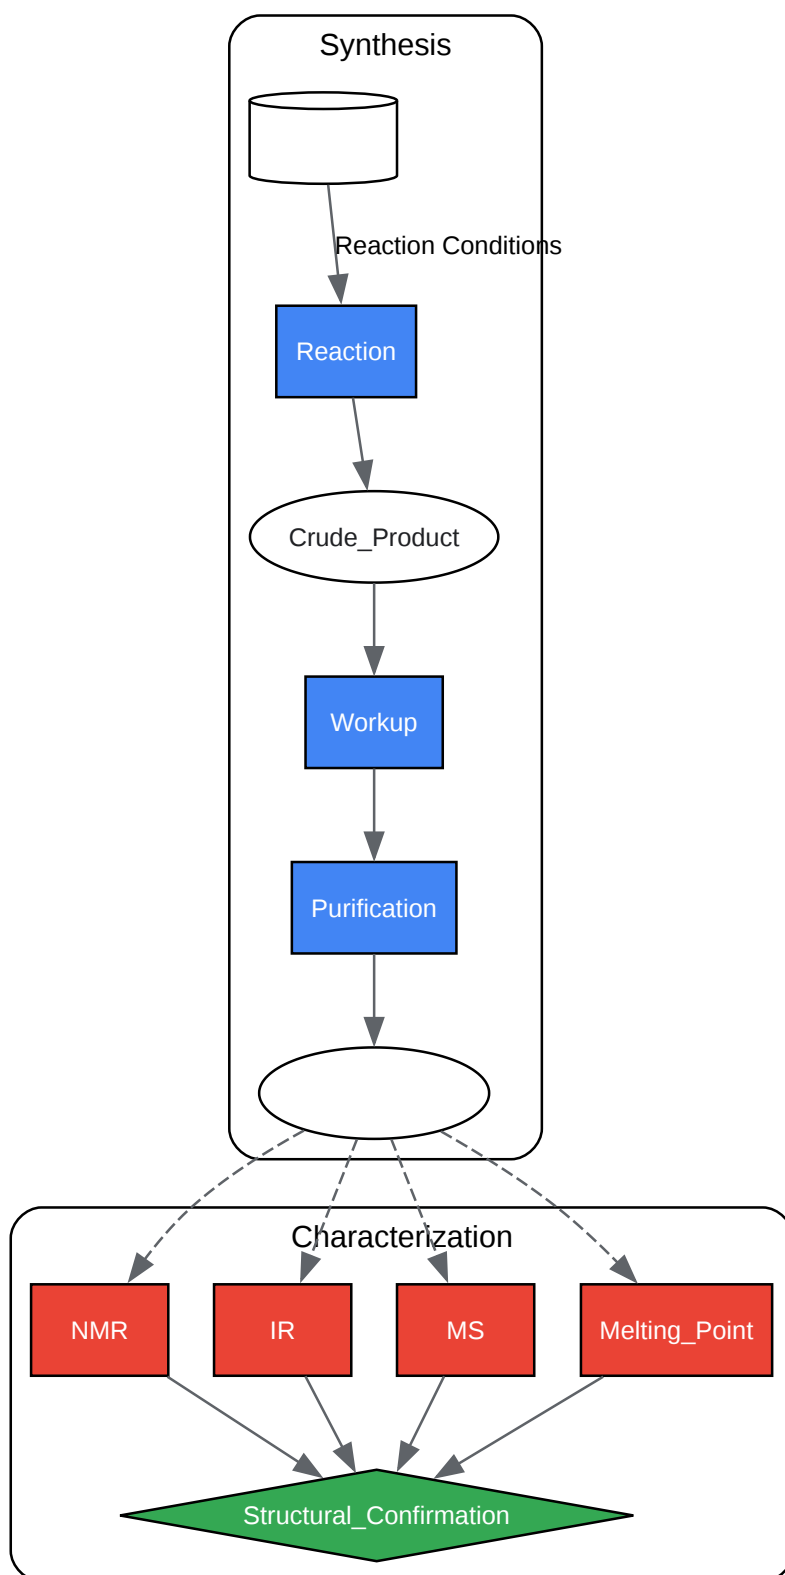 Synthesis
Reaction Conditions
Reaction
Crude_Product
Workup
Purification
Characterization
NMR
IR
MS
Melting_Point
Structural_Confirmation